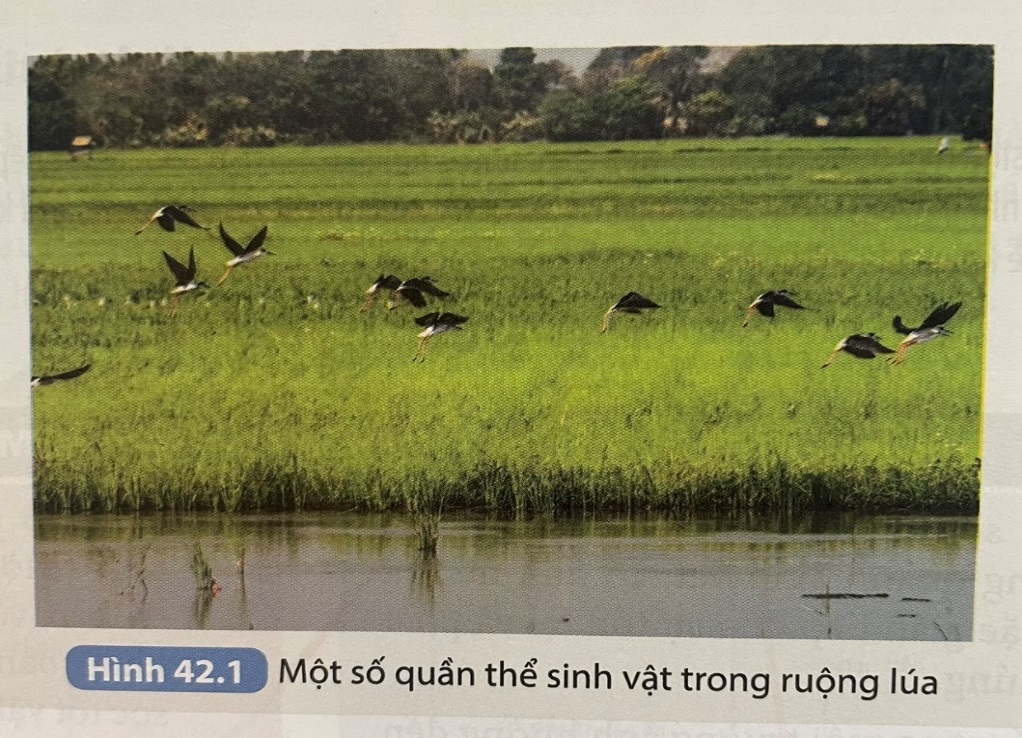 Hình 42.1 Một số quần thể sinh vật trong ruộng lúa